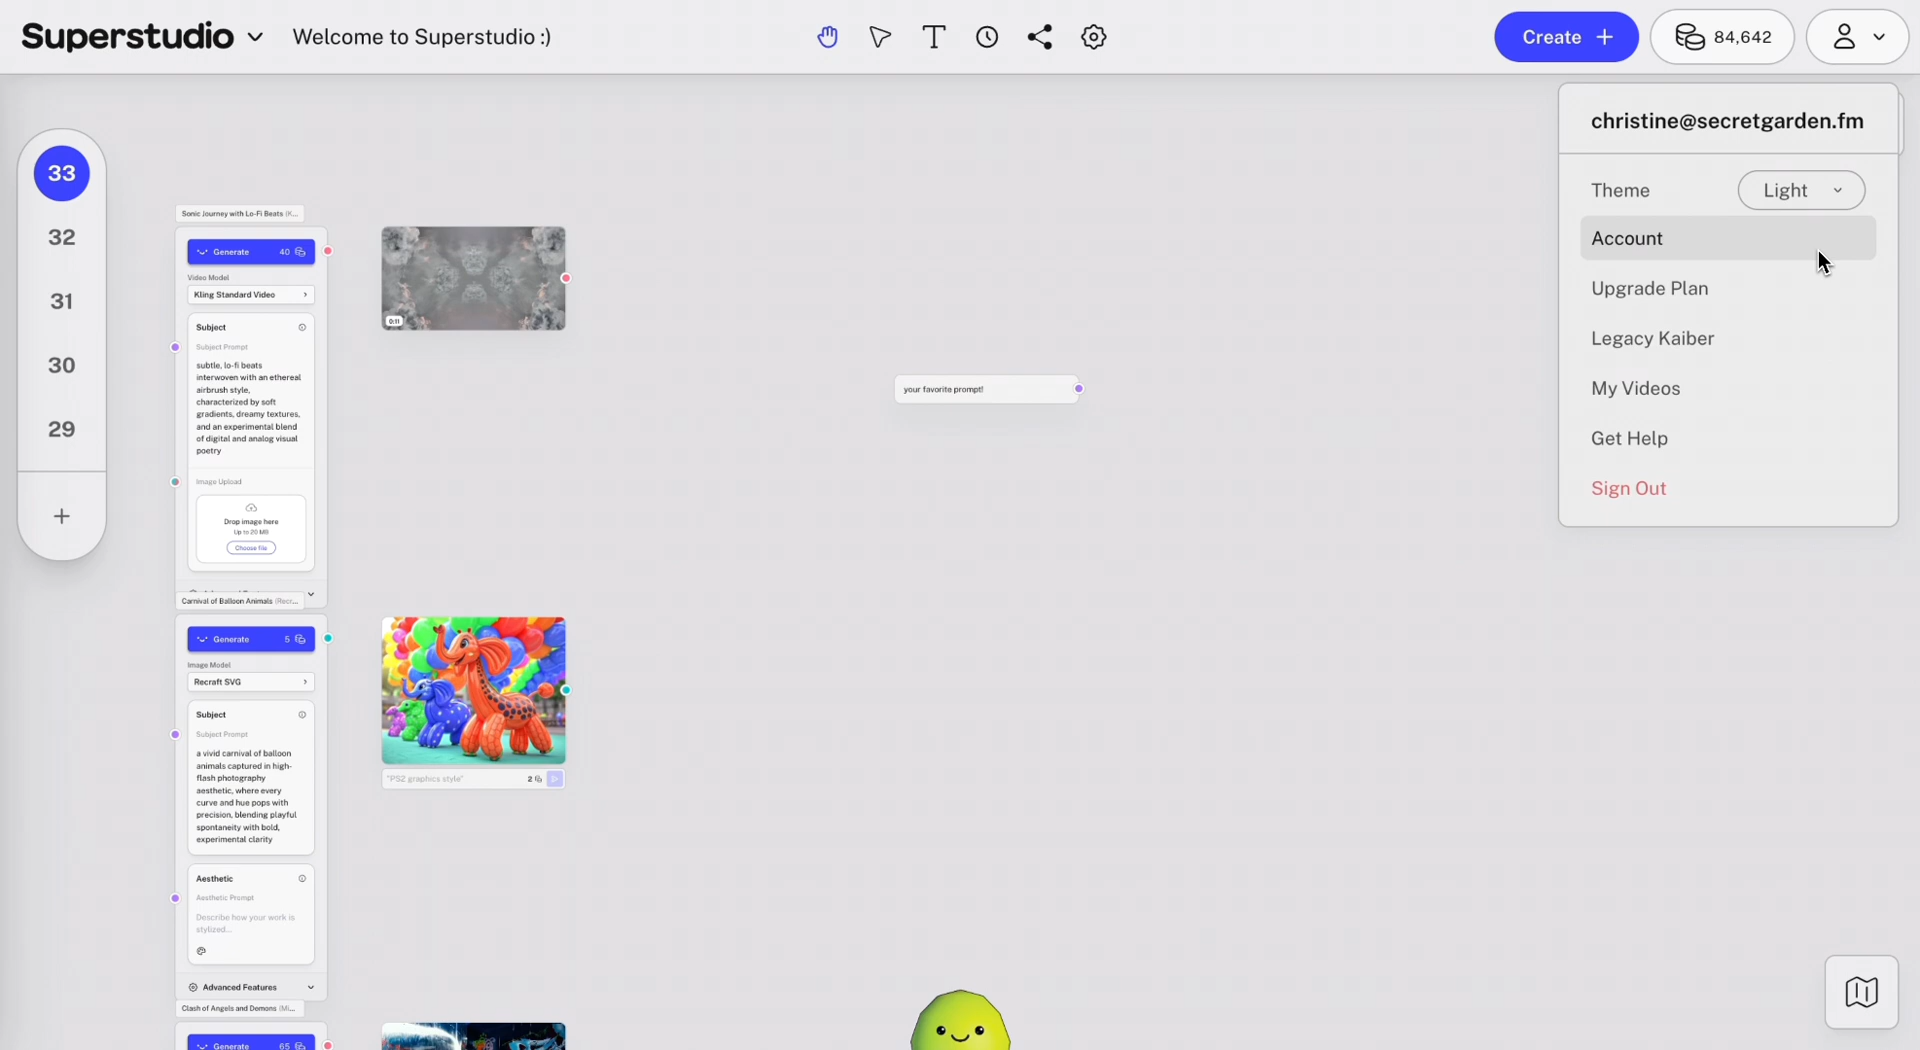 Superstudio
Welcome to Superstudio :)
Create +
84,642
christine@secretgarden.fm
Theme
Light
Account
Upgrade Plan
Legacy Kaiber
My Videos
Get Help
Sign Out
33
32
31
30
29
+
Sonic Journey with Lo-Fi Beats (K...
Generate 40
Video Model
Kling Standard Video
Subject
Subject Prompt
subtle, lo-fi beats
interwoven with an ethereal
airbrush style,
characterized by soft
gradients, dreamy textures,
and an experimental blend
of digital and analog visual
poetry
Image Upload
Drop image here
Up to 20 MB
Choose file
0:11
your favorite prompt!
Carnival of Balloon Animals (Recr...
Generate 5
Image Model
Recraft SVG
Subject
Subject Prompt
a vivid carnival of balloon
animals captured in high-
flash photography
aesthetic, where every
curve and hue pops with
precision, blending playful
spontaneity with bold,
experimental clarity
Aesthetic
Aesthetic Prompt
Describe how your work is
stylized...
Advanced Features
"PS2 graphics style" 2
Clash of Angels and Demons (Mi...
Generate 65